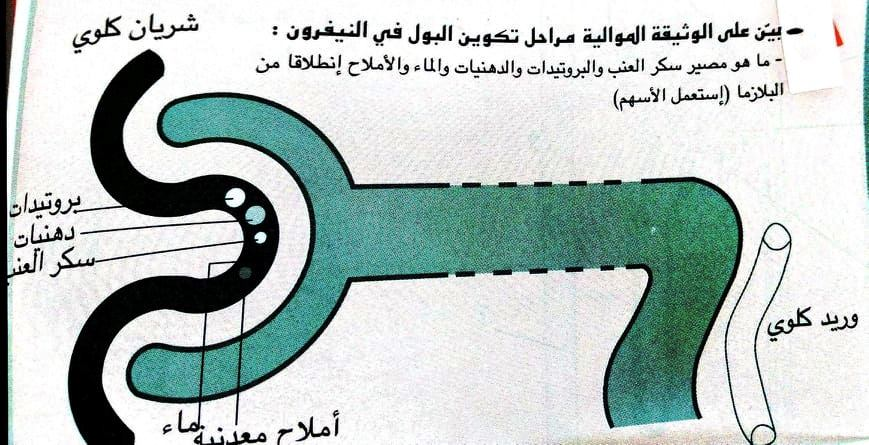 بيّن على الوثيقة الموالية مراحل تكوين البول في النيفرون :
- ما هو مصير سكر العنب والبروتيدات والدهنيات والماء والأملاح إنطلاقا من
البلازما (إستعمل الأسهم)
شريان كلوي
بروتيدات
دهنيات
سكر العنب
وريد كلوي
ماء
أملاح معدنية